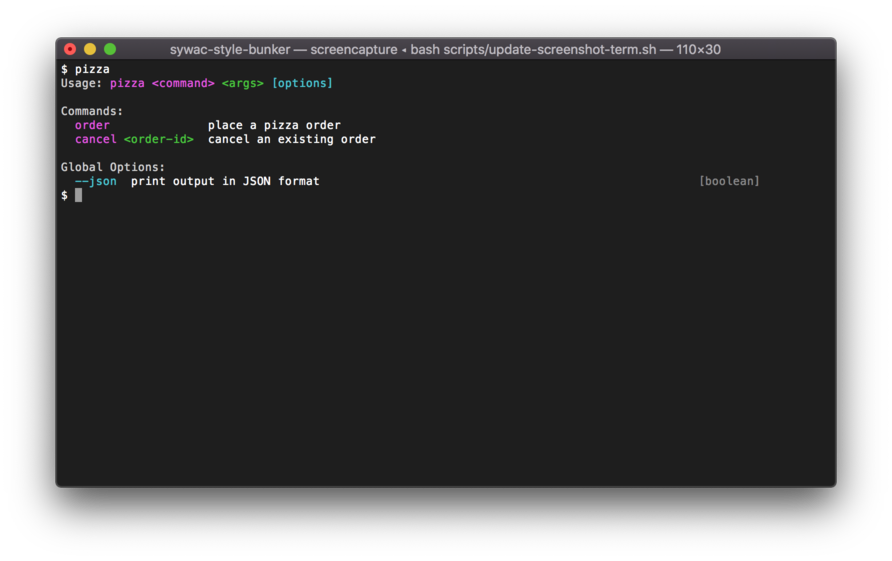 sywac-style-bunker — screencapture ◂ bash scripts/update-screenshot-term.sh — 110×30
$ pizza
Usage: pizza <command> <args> [options]
Commands:
order place a pizza order
cancel <order-id> cancel an existing order
Global Options:
--json print output in JSON format [boolean]
$